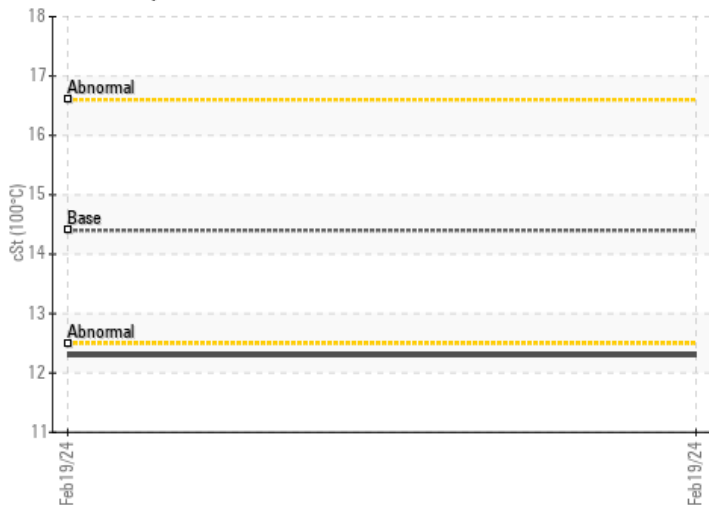 18
17
Abnormal
16
15
Base
14
13
Abnormal
12
11
cSt (100°C)
Feb19/24
Feb19/24